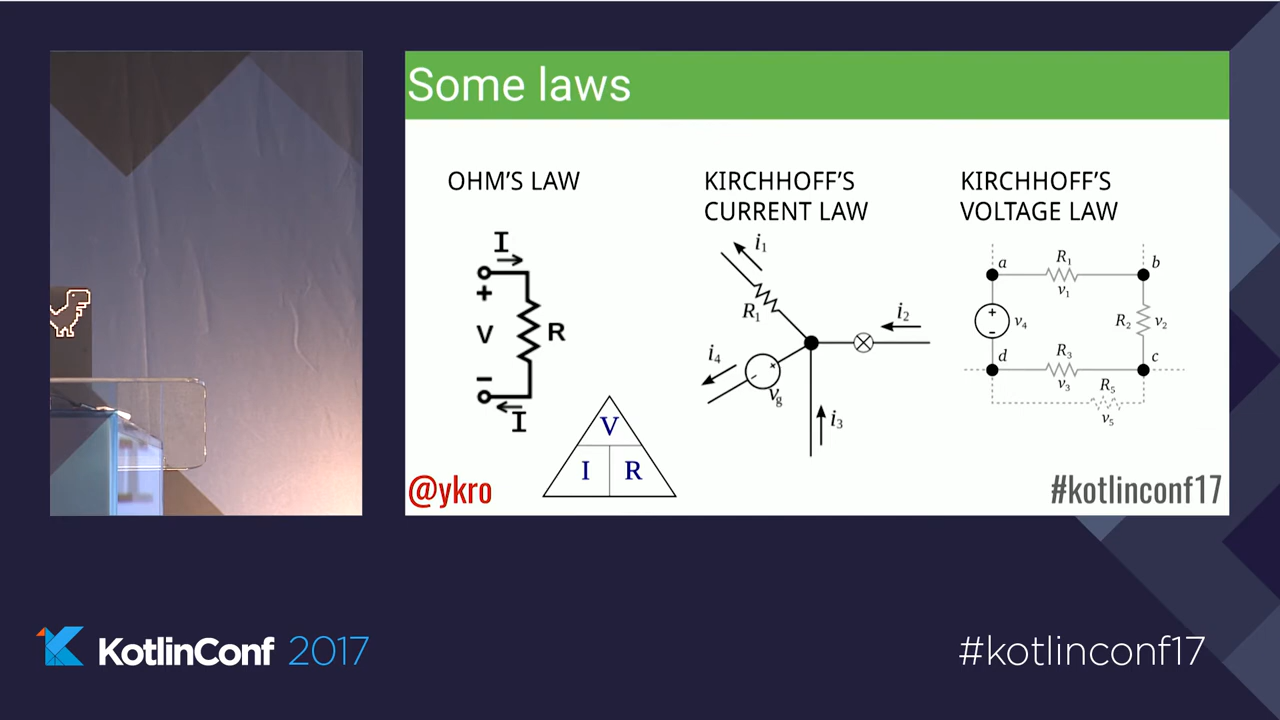 Some laws
OHM'S LAW
KIRCHHOFF'S
CURRENT LAW
KIRCHHOFF'S
VOLTAGE LAW
I
+
V
R
−
I
V
I R
i1
R1
i2
i4
+
-
vg
i3
a
R1
b
v1
+
-
v4
R2
v2
d
R3
c
v3
R5
v5
@ykro
#kotlinconf17
KotlinConf 2017
#kotlinconf17